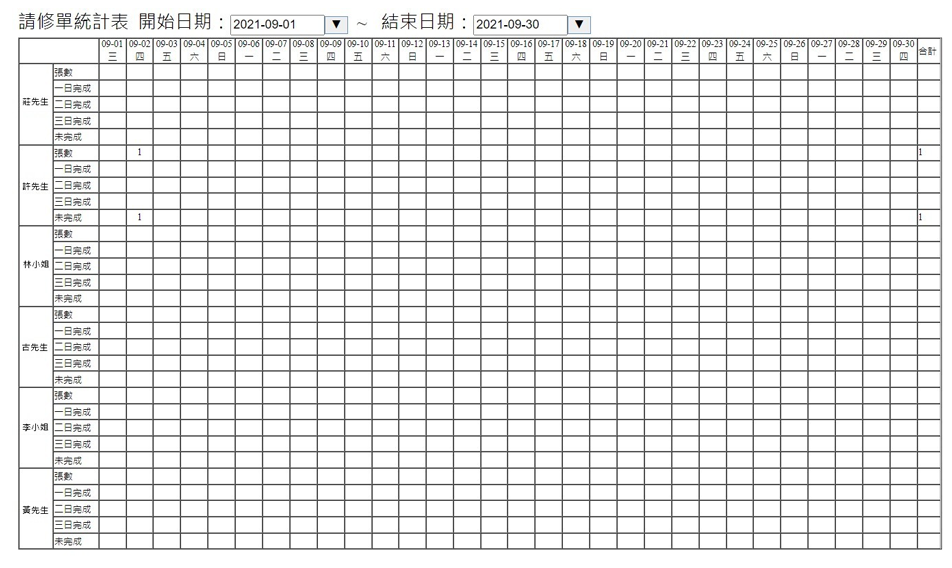 請修單統計表 開始日期： 2021-09-01 ▼ ~ 結束日期： 2021-09-30 ▼
09-01 09-02 09-03 09-04 09-05 09-06 09-07 09-08 09-09 09-10 09-11 09-12 09-13 09-14 09-15 09-16 09-17 09-18 09-19 09-20 09-21 09-22 09-23 09-24 09-25 09-26 09-27 09-28 09-29 09-30 合計
三 四 五 六 日 一 二 三 四 五 六 日 一 二 三 四 五 六 日 一 二 三 四 五 六 日 一 二 三 四
莊先生
張數
一日完成
二日完成
三日完成
未完成
許先生
張數 1 1
一日完成
二日完成
三日完成
未完成 1 1
林小姐
張數
一日完成
二日完成
三日完成
未完成
古先生
張數
一日完成
二日完成
三日完成
未完成
李小姐
張數
一日完成
二日完成
三日完成
未完成
黃先生
張數
一日完成
二日完成
三日完成
未完成